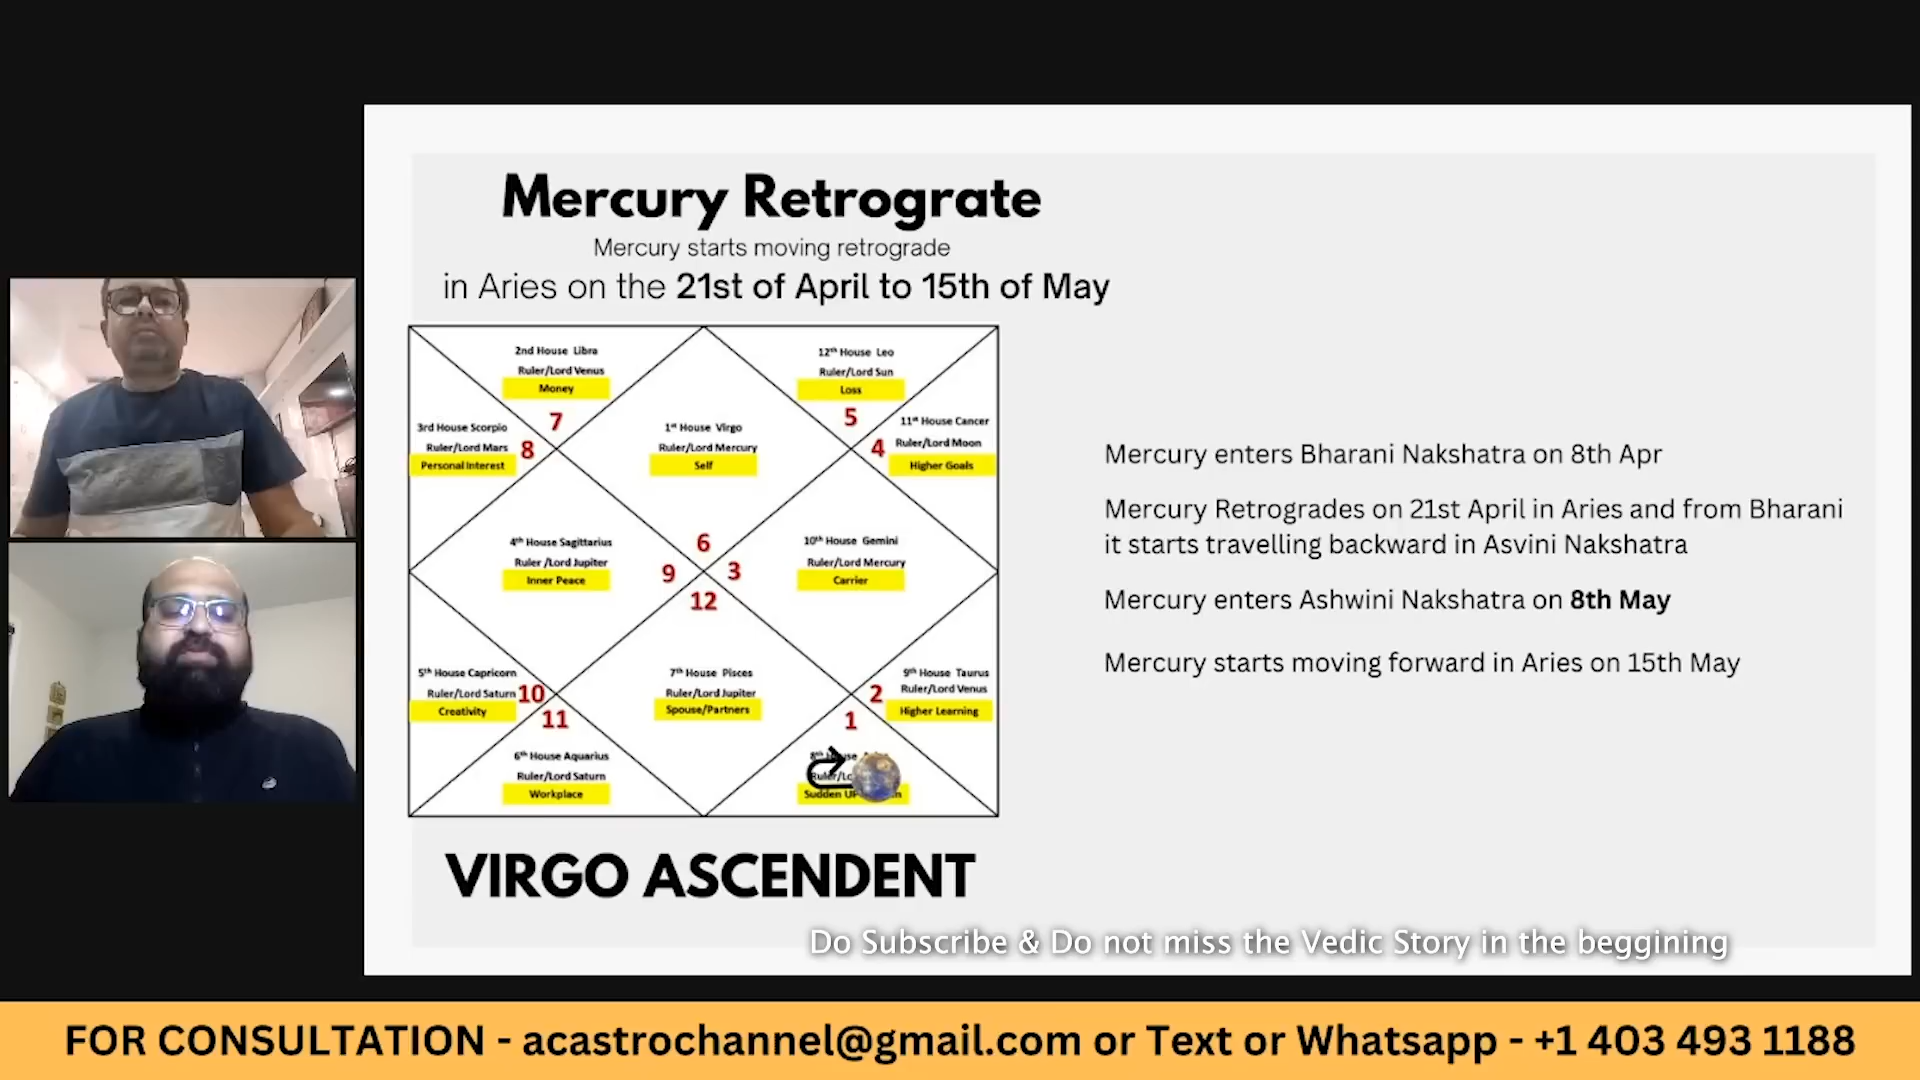 Mercury Retrograte
Mercury starts moving retrograde
in Aries on the 21st of April to 15th of May
2nd House Libra
Ruler/Lord Venus
Money
7
12th House Leo
Ruler/Lord Sun
Loss
5
3rd House Scorpio
Ruler/Lord Mars
Personal Interest
8
1st House Virgo
Ruler/Lord Mercury
Self
6
11th House Cancer
Ruler/Lord Moon
Higher Goals
4
4th House Sagittarius
Ruler /Lord Jupiter
Inner Peace
9
10th House Gemini
Ruler/Lord Mercury
Carrier
3
12
5th House Capricorn
Ruler/Lord Saturn
Creativity
10
7th House Pisces
Ruler/Lord Jupiter
Spouse/Partners
9th House Taurus
Ruler/Lord Venus
Higher Learning
2
11
6th House Aquarius
Ruler/Lord Saturn
Workplace
1
8th
Sudden
VIRGO ASCENDENT
Mercury enters Bharani Nakshatra on 8th Apr
Mercury Retrogrades on 21st April in Aries and from Bharani
it starts travelling backward in Asvini Nakshatra
Mercury enters Ashwini Nakshatra on 8th May
Mercury starts moving forward in Aries on 15th May
Do Subscribe & Do not miss the Vedic Story in the beggining
FOR CONSULTATION - acastrochannel@gmail.com or Text or Whatsapp - +1 403 493 1188